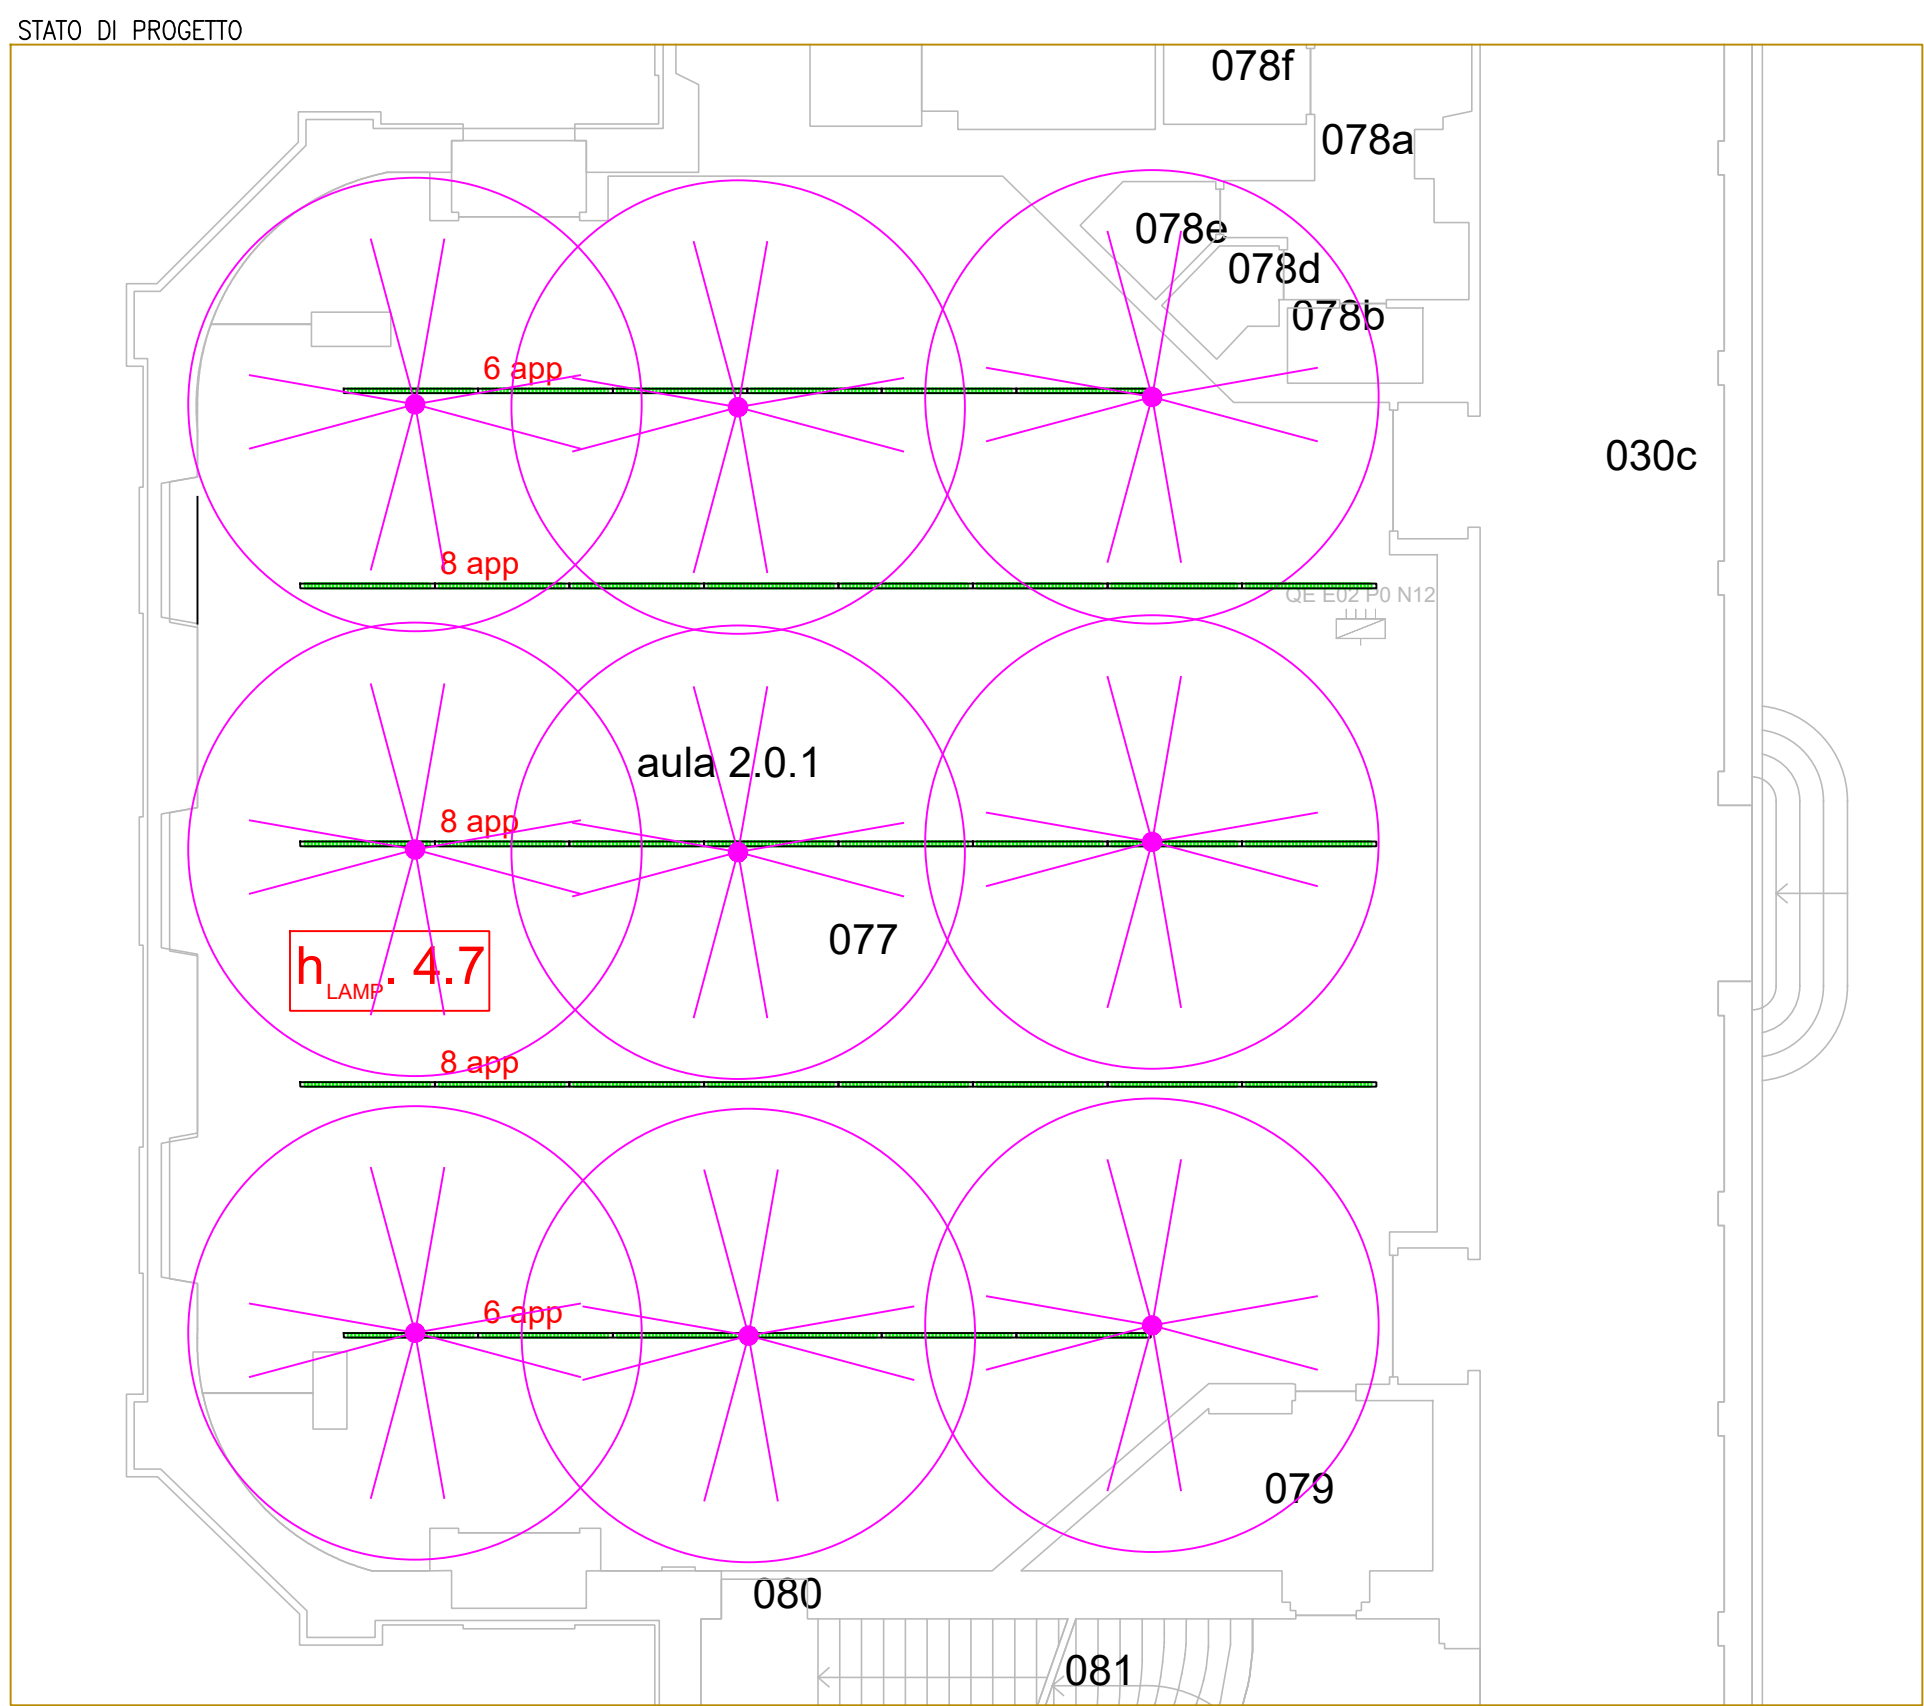 STATO DI PROGETTO
078f
078a
078e
078d
078b
6 app
030c
8 app
QE E02 P0 N12
aula 2.0.1
8 app
077
hLAMP. 4.7
8 app
6 app
079
080
081